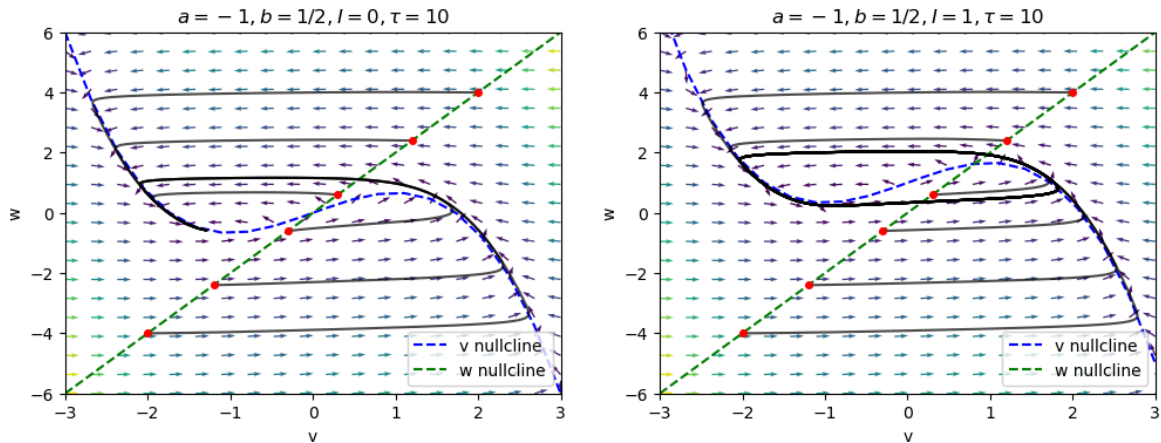 a = −1, b = 1/2, I = 0, τ = 10
6
4
2
0
−2
−4
−6
w
−3
−2
−1
0
1
2
3
v
v nullcline
w nullcline
a = −1, b = 1/2, I = 1, τ = 10
6
4
2
0
−2
−4
−6
w
−3
−2
−1
0
1
2
3
v
v nullcline
w nullcline